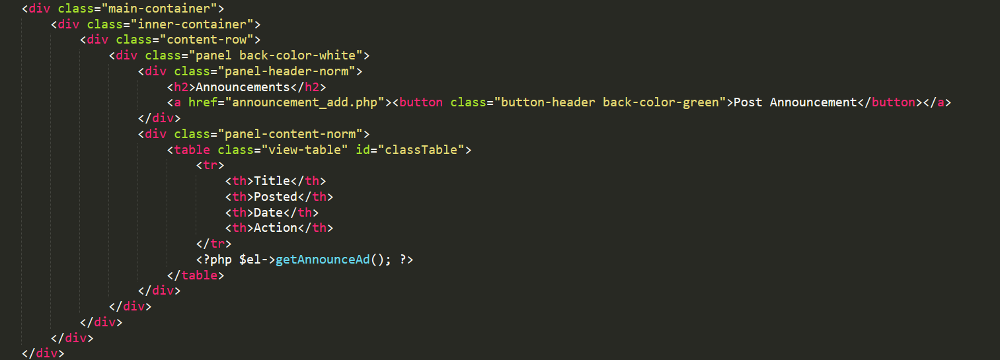 <div class="main-container">
<div class="inner-container">
<div class="content-row">
<div class="panel back-color-white">
<div class="panel-header-norm">
<h2>Announcements</h2>
<a href="announcement_add.php"><button class="button-header back-color-green">Post Announcement</button></a>
</div>
<div class="panel-content-norm">
<table class="view-table" id="classTable">
<tr>
<th>Title</th>
<th>Posted</th>
<th>Date</th>
<th>Action</th>
</tr>
<?php $el->getAnnounceAd(); ?>
</table>
</div>
</div>
</div>
</div>
</div>